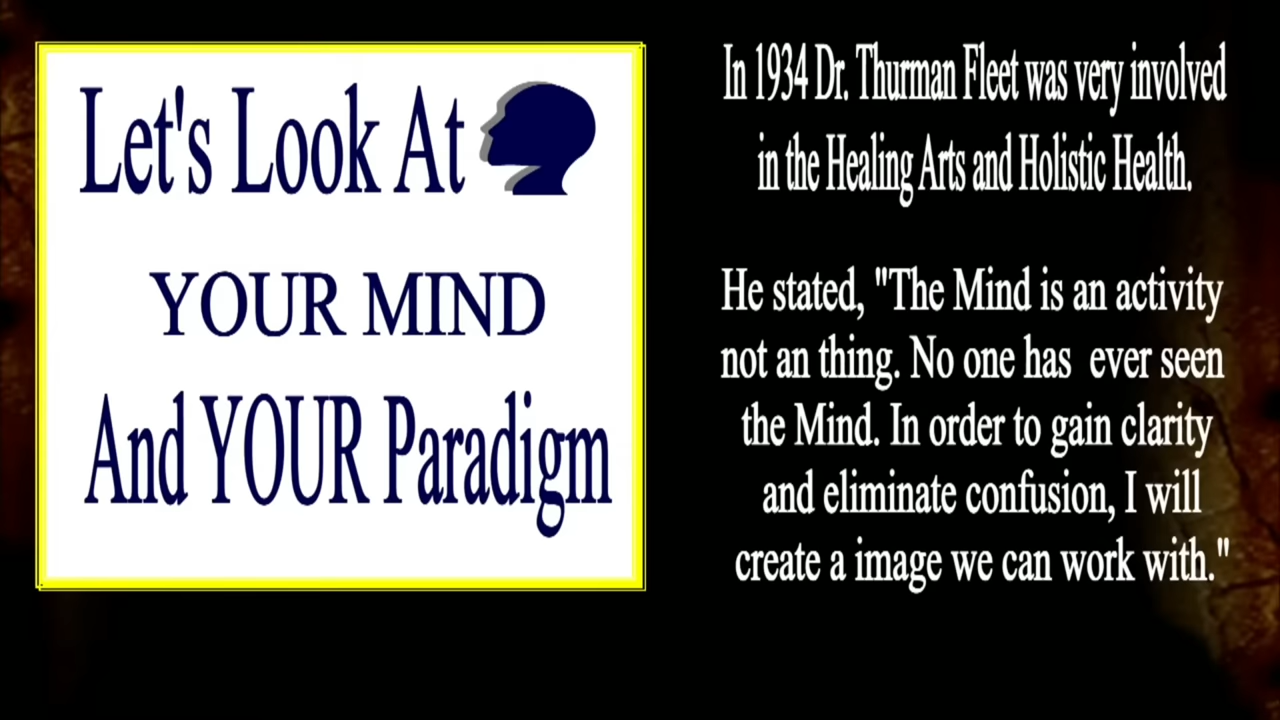 Let's Look At
YOUR MIND
And YOUR Paradigm
In 1934 Dr. Thurman Fleet was very involved
in the Healing Arts and Holistic Health.
He stated, "The Mind is an activity
not an thing. No one has ever seen
the Mind. In order to gain clarity
and eliminate confusion, I will
create a image we can work with."